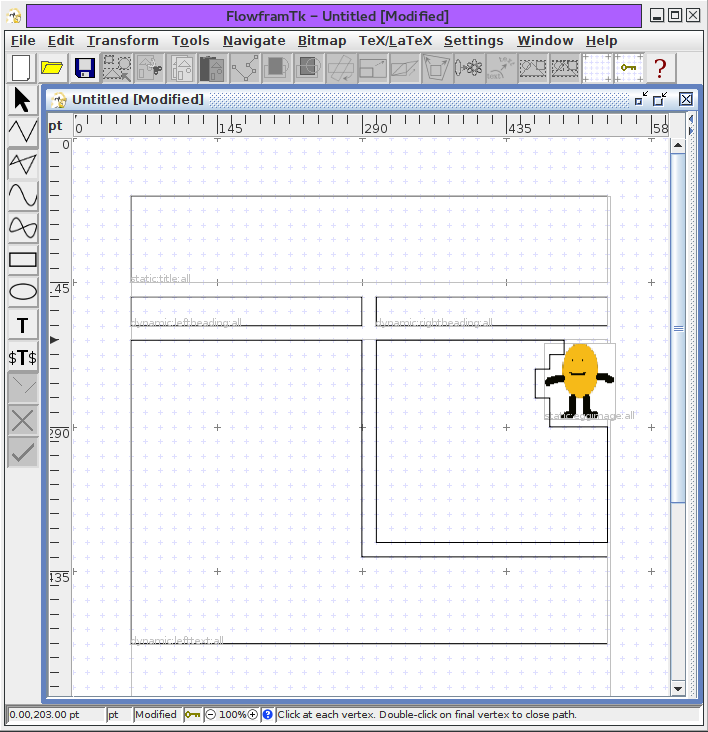 FlowframTk – Untitled [Modified]
File Edit Transform Tools Navigate Bitmap TeX/LaTeX Settings Window Help
?
Untitled [Modified]
pt 0 145 290 435 58
0
145
290
435
T
$T$
static:title:all
dynamic:leftheading:all dynamic:rightheading:all
static:eggimage:all
dynamic:lefttext:all
0.00,203.00 pt pt Modified 100% ? Click at each vertex. Double-click on final vertex to close path.